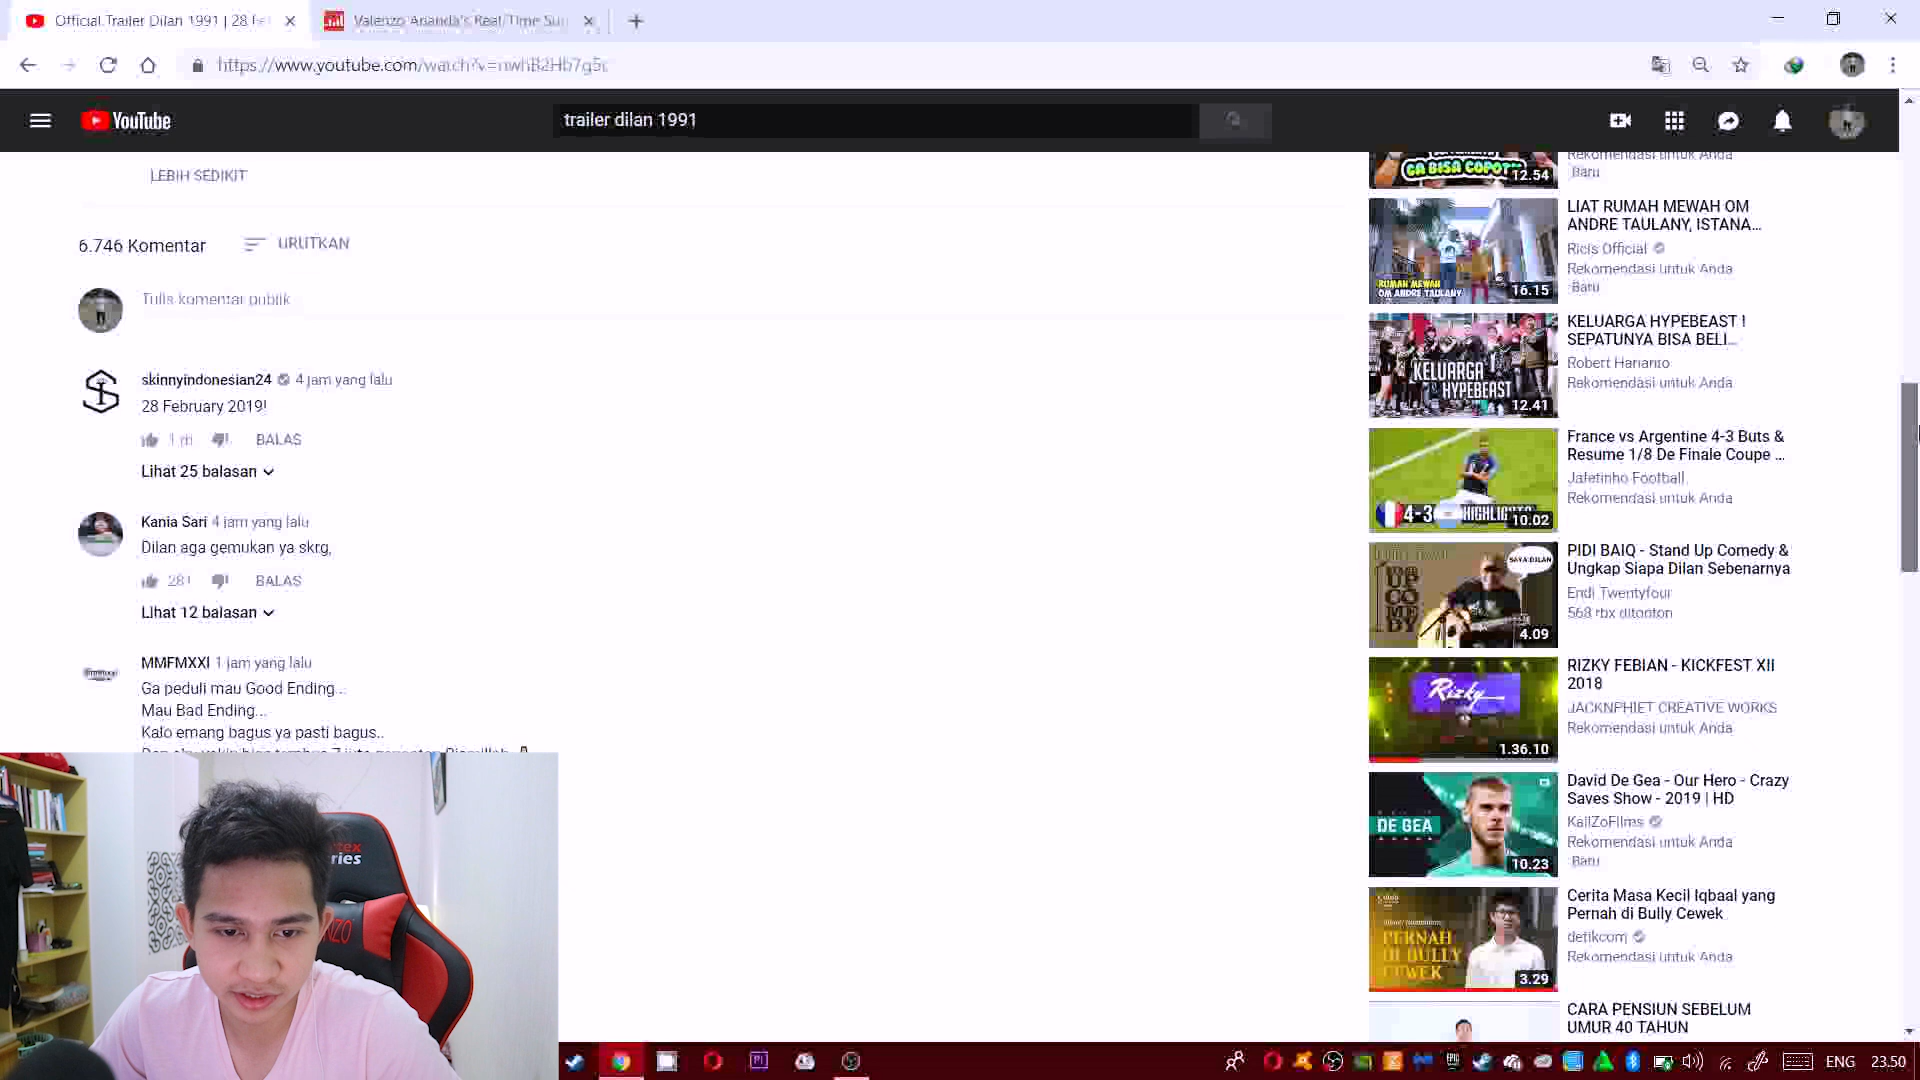 Official Trailer Dilan 1991 | 28 Fe
Valenzo Ananda's Real Time Su
https://www.youtube.com/watch?v=
YouTube
trailer dilan 1991
LEBIH SEDIKIT
6.746 Komentar
URUTKAN
Tulis komentar publik
skinnyindonesian24 4 jam yang lalu
28 February 2019!
1 rb
BALAS
Lihat 25 balasan
Kania Sari 4 jam yang lalu
Dilan aga gemukan ya skrg,
281
BALAS
Lihat 12 balasan
MMFMXXI 1 jam yang lalu
Ga peduli mau Good Ending...
Mau Bad Ending...
Kalo emang bagus ya pasti bagus..
GA BISA COPOT
12.54
Rekomendasi untuk Anda
Baru
RUMAH MEWAH
OM ANDRE TAULANY
16.15
LIAT RUMAH MEWAH OM
ANDRE TAULANY, ISTANA...
Ricis Official
Rekomendasi untuk Anda
Baru
KELUARGA
HYPEBEAST
12.41
KELUARGA HYPEBEAST !
SEPATUNYA BISA BELI...
Robert Harianto
Rekomendasi untuk Anda
4-3
HIGHLIGHTS
10.02
France vs Argentine 4-3 Buts &
Resume 1/8 De Finale Coupe ...
Jafetinho Football
Rekomendasi untuk Anda
UP
CO
ME
DY
SAYA DILAN
4.09
PIDI BAIQ - Stand Up Comedy &
Ungkap Siapa Dilan Sebenarnya
Endi Twentyfour
568 rbx ditonton
Rizky
1.36.10
RIZKY FEBIAN - KICKFEST XII
2018
JACKNPHIET CREATIVE WORKS
Rekomendasi untuk Anda
DE GEA
10.23
David De Gea - Our Hero - Crazy
Saves Show - 2019 | HD
KaliZoFilms
Rekomendasi untuk Anda
Baru
PERNAH
DI BULLY
CEWEK
3.29
Cerita Masa Kecil Iqbaal yang
Pernah di Bully Cewek
detikcom
Rekomendasi untuk Anda
CARA PENSIUN SEBELUM
UMUR 40 TAHUN
ENG
23.50